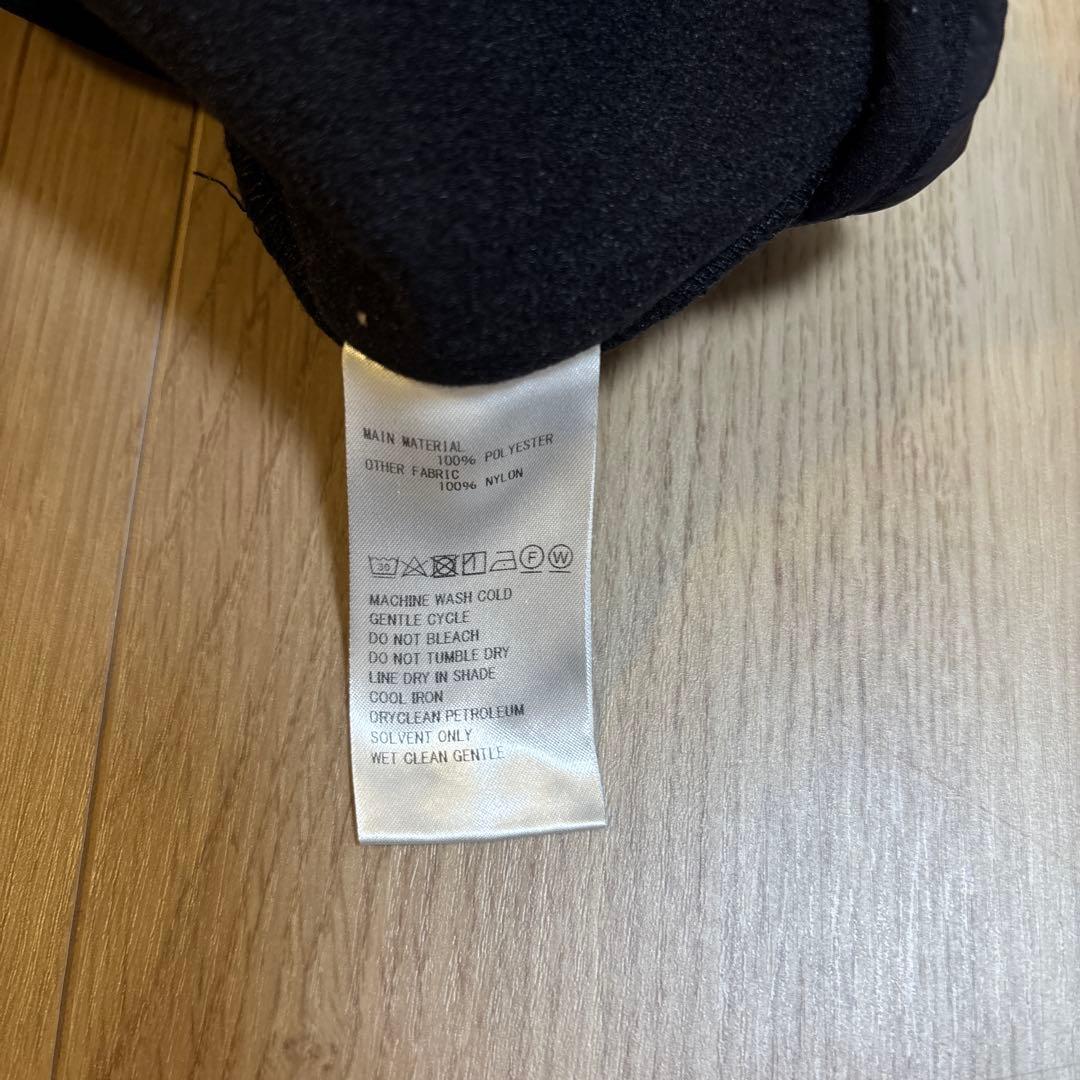 MAIN MATERIAL
100% POLYESTER
OTHER FABRIC
100% NYLON
30 F W
MACHINE WASH COLD
GENTLE CYCLE
DO NOT BLEACH
DO NOT TUMBLE DRY
LINE DRY IN SHADE
COOL IRON
DRYCLEAN PETROLEUM
SOLVENT ONLY
WET CLEAN GENTLE